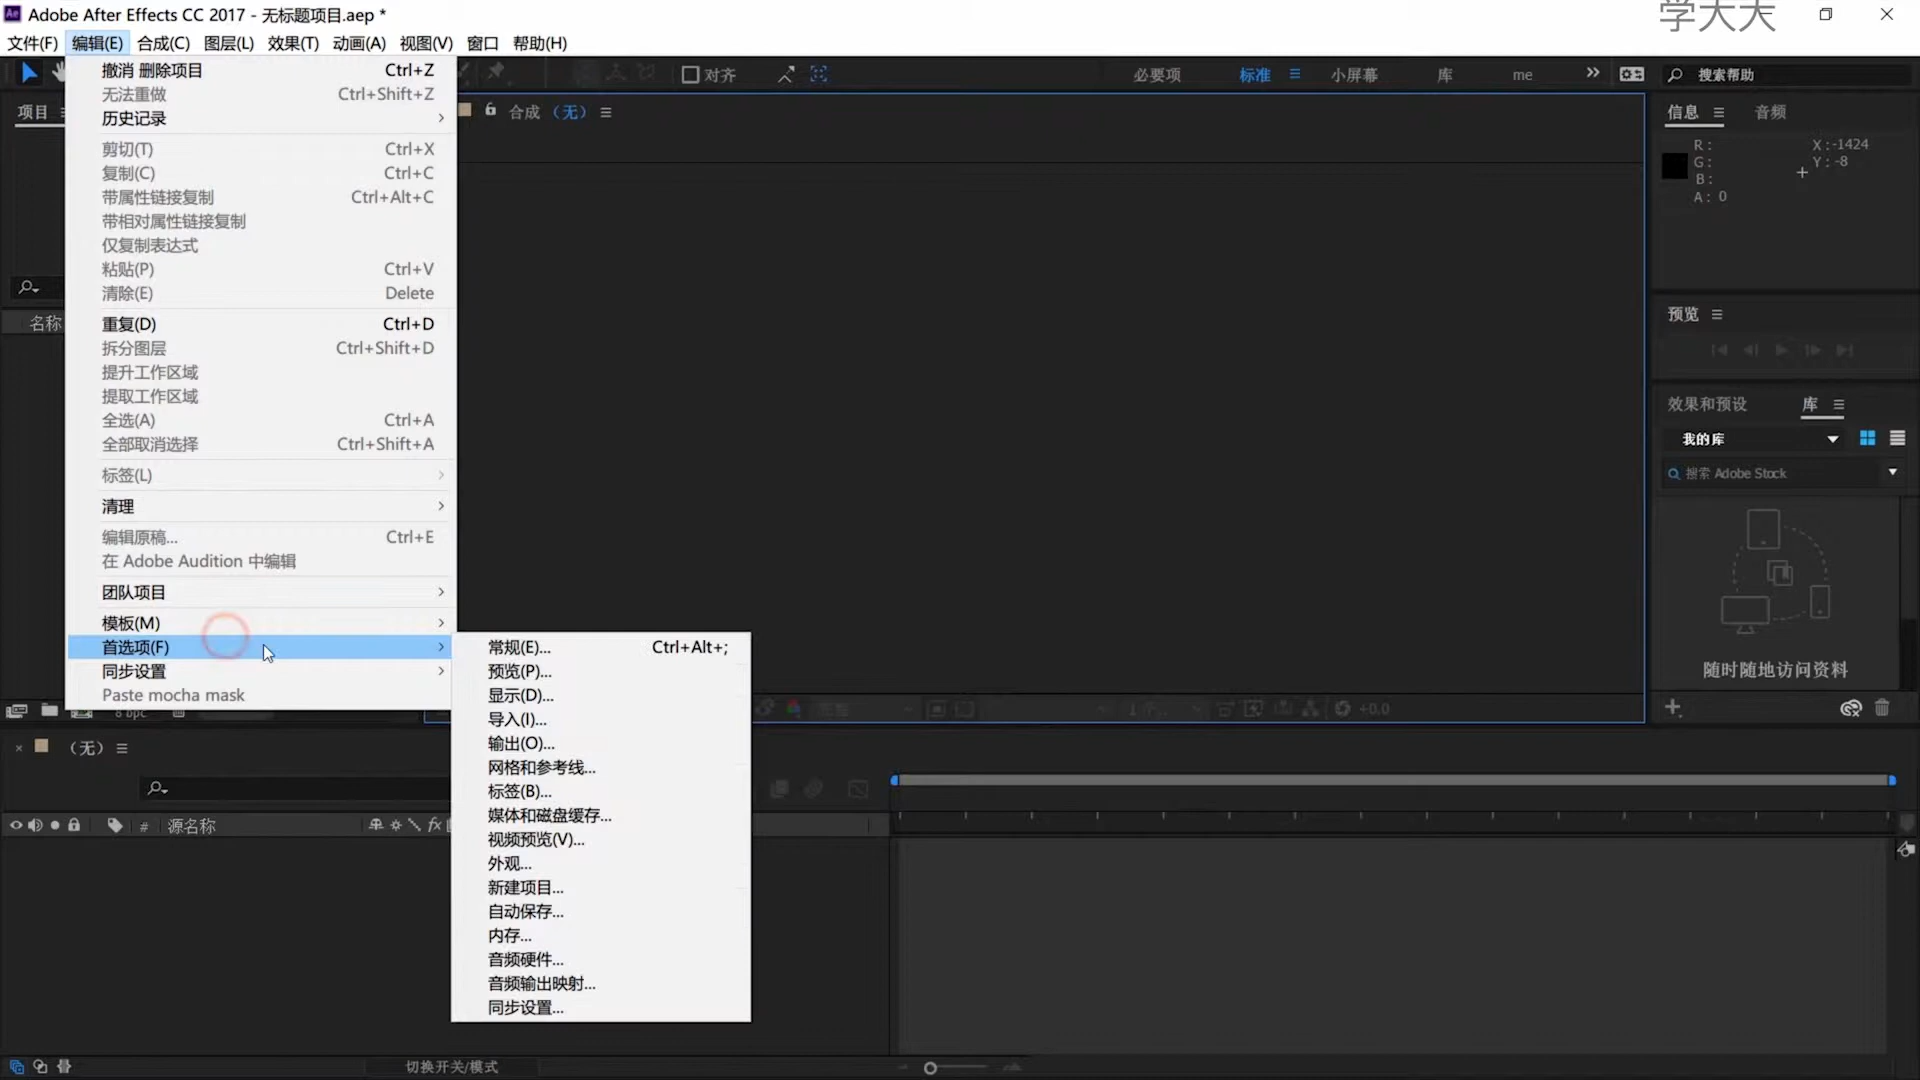 Adobe After Effects CC 2017 - 无标题项目.aep *
学大大
文件(F) 编辑(E) 合成(C) 图层(L) 效果(T) 动画(A) 视图(V) 窗口 帮助(H)
对齐 必要项 标准 小屏幕 库 me 搜索帮助
撤消 删除项目 Ctrl+Z
无法重做 Ctrl+Shift+Z
历史记录
剪切(T) Ctrl+X
复制(C) Ctrl+C
带属性链接复制 Ctrl+Alt+C
带相对属性链接复制
仅复制表达式
粘贴(P) Ctrl+V
清除(E) Delete
重复(D) Ctrl+D
拆分图层 Ctrl+Shift+D
提升工作区域
提取工作区域
全选(A) Ctrl+A
全部取消选择 Ctrl+Shift+A
标签(L)
清理
编辑原稿... Ctrl+E
在 Adobe Audition 中编辑
团队项目
模板(M)
首选项(F)
同步设置
Paste mocha mask
常规(E)... Ctrl+Alt+;
预览(P)...
显示(D)...
导入(I)...
输出(O)...
网格和参考线...
标签(B)...
媒体和磁盘缓存...
视频预览(V)...
外观...
新建项目...
自动保存...
内存...
音频硬件...
音频输出映射...
同步设置...
项目
名称
合成 (无)
信息 音频
R :
G :
B :
A : 0
X :-1424
Y : -8
预览
效果和预设 库
我的库
搜索 Adobe Stock
随时随地访问资料
8 bpc
+0.0
(无)
# 源名称
fx
切换开关/模式